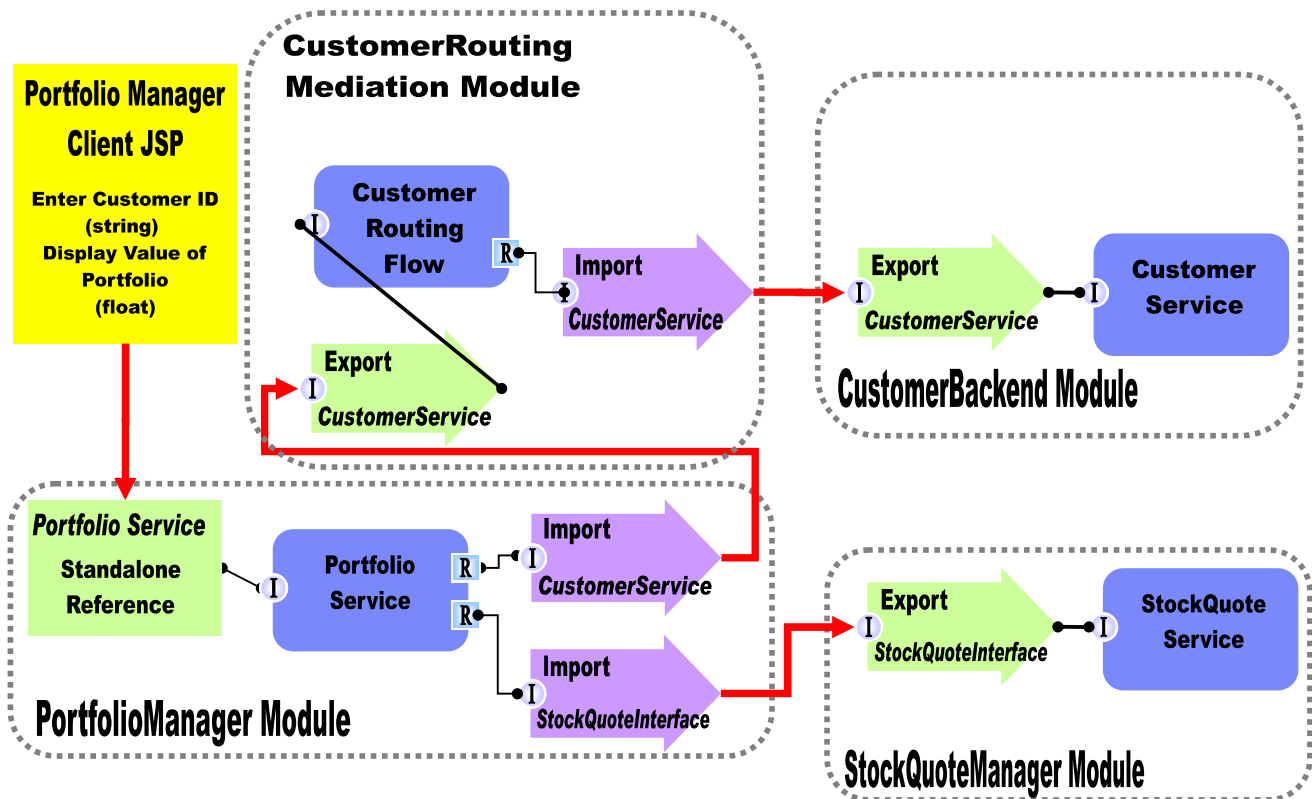 CustomerRouting
Mediation Module
Portfolio Manager
Client JSP
Enter Customer ID
(string)
Display Value of
Portfolio
(float)
Customer
Routing
Flow
I
R
Import
I
CustomerService
Export
I
CustomerService
Export
I
CustomerService
I
Customer
Service
CustomerBackend Module
Portfolio Service
Standalone
Reference
I
Portfolio
Service
R
R
Import
I
CustomerService
Import
I
StockQuoteInterface
PortfolioManager Module
Export
I
StockQuoteInterface
I
StockQuote
Service
StockQuoteManager Module